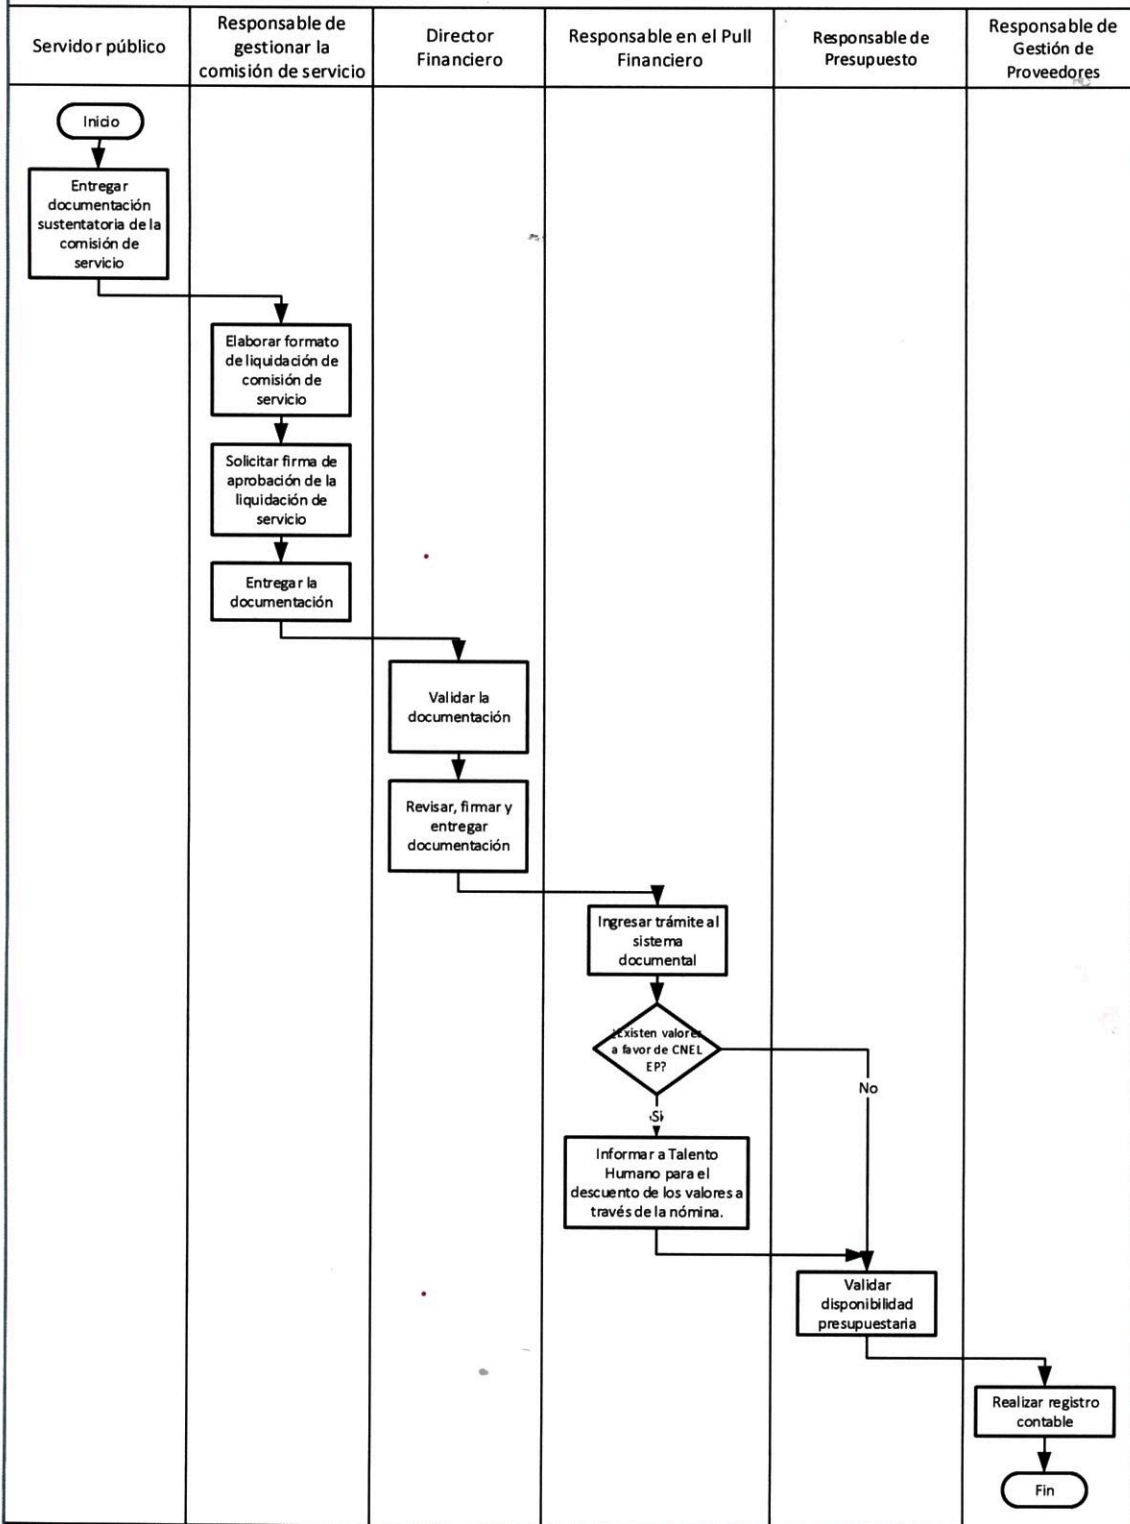 Servidor público
Responsable de
gestionar la
comisión de servicio
Director
Financiero
Responsable en el Pull
Financiero
Responsable de
Presupuesto
Responsable de
Gestión de
Proveedores
Inicio
Entregar
documentación
sustentatoria de la
comisión de
servicio
Elaborar formato
de liquidación de
comisión de
servicio
Solicitar firma de
aprobación de la
liquidación de
servicio
Entregar la
documentación
Validar la
documentación
Revisar, firmar y
entregar
documentación
Ingresar trámite al
sistema
documental
¿Existen valores
a favor de CNEL
EP?
No
Si
Informar a Talento
Humano para el
descuento de los valores a
través de la nómina.
Validar
disponibilidad
presupuestaria
Realizar registro
contable
Fin